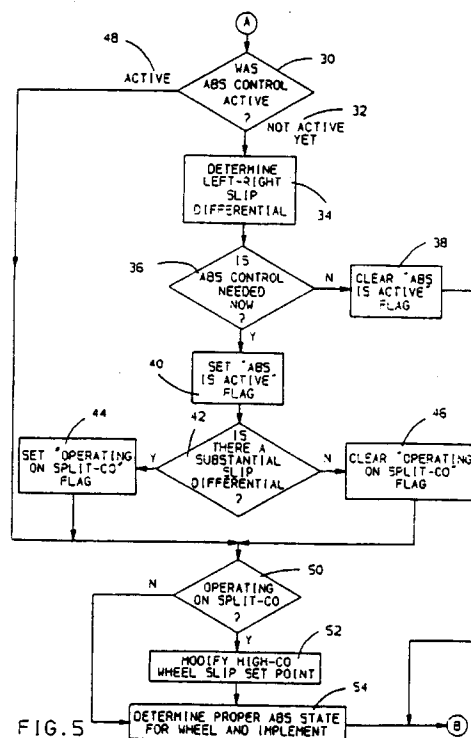 A
48
30
ACTIVE
WAS
ABS CONTROL
ACTIVE
?
32
NOT ACTIVE
YET
DETERMINE
LEFT-RIGHT
SLIP
DIFFERENTIAL
34
36
IS
ABS CONTROL
NEEDED
NOW
?
N
38
CLEAR "ABS
IS ACTIVE"
FLAG
Y
40
SET "ABS
IS ACTIVE"
FLAG
44
42
IS
THERE A
SUBSTANTIAL
SLIP
DIFFERENTIAL
?
46
SET "OPERATING
ON SPLIT-CO"
FLAG
Y
N
CLEAR "OPERATING
ON SPLIT-CO"
FLAG
50
N
OPERATING
ON SPLIT-CO
?
Y
52
MODIFY HIGH-CO
WHEEL SLIP SET POINT
54
DETERMINE PROPER ABS STATE
FOR WHEEL AND IMPLEMENT
B
FIG.5